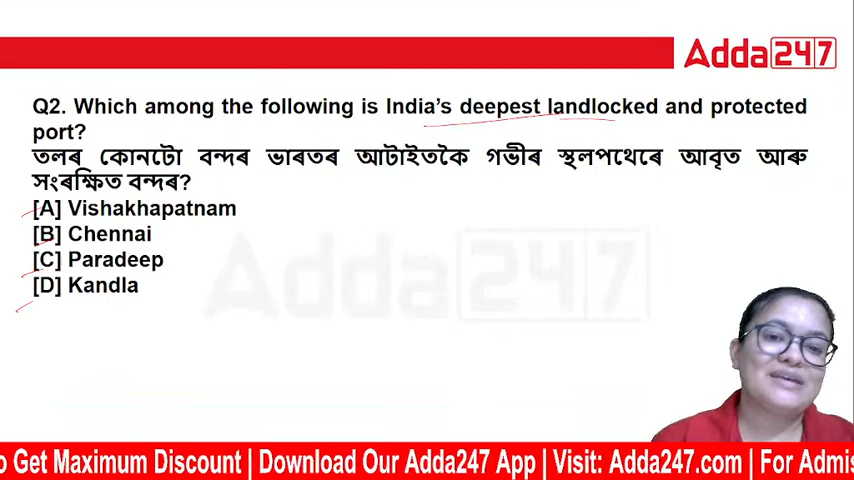 Adda247
Q2. Which among the following is India's deepest landlocked and protected
port?
তলৰ কোনটো বন্দৰ ভাৰতৰ আটাইতকৈ গভীৰ স্থলপথেৰে আবৃত আৰু
সংৰক্ষিত বন্দৰ?
[A] Vishakhapatnam
[B] Chennai
[C] Paradeep
[D] Kandla
Adda247
o Get Maximum Discount | Download Our Adda247 App | Visit: Adda247.com | For Admis